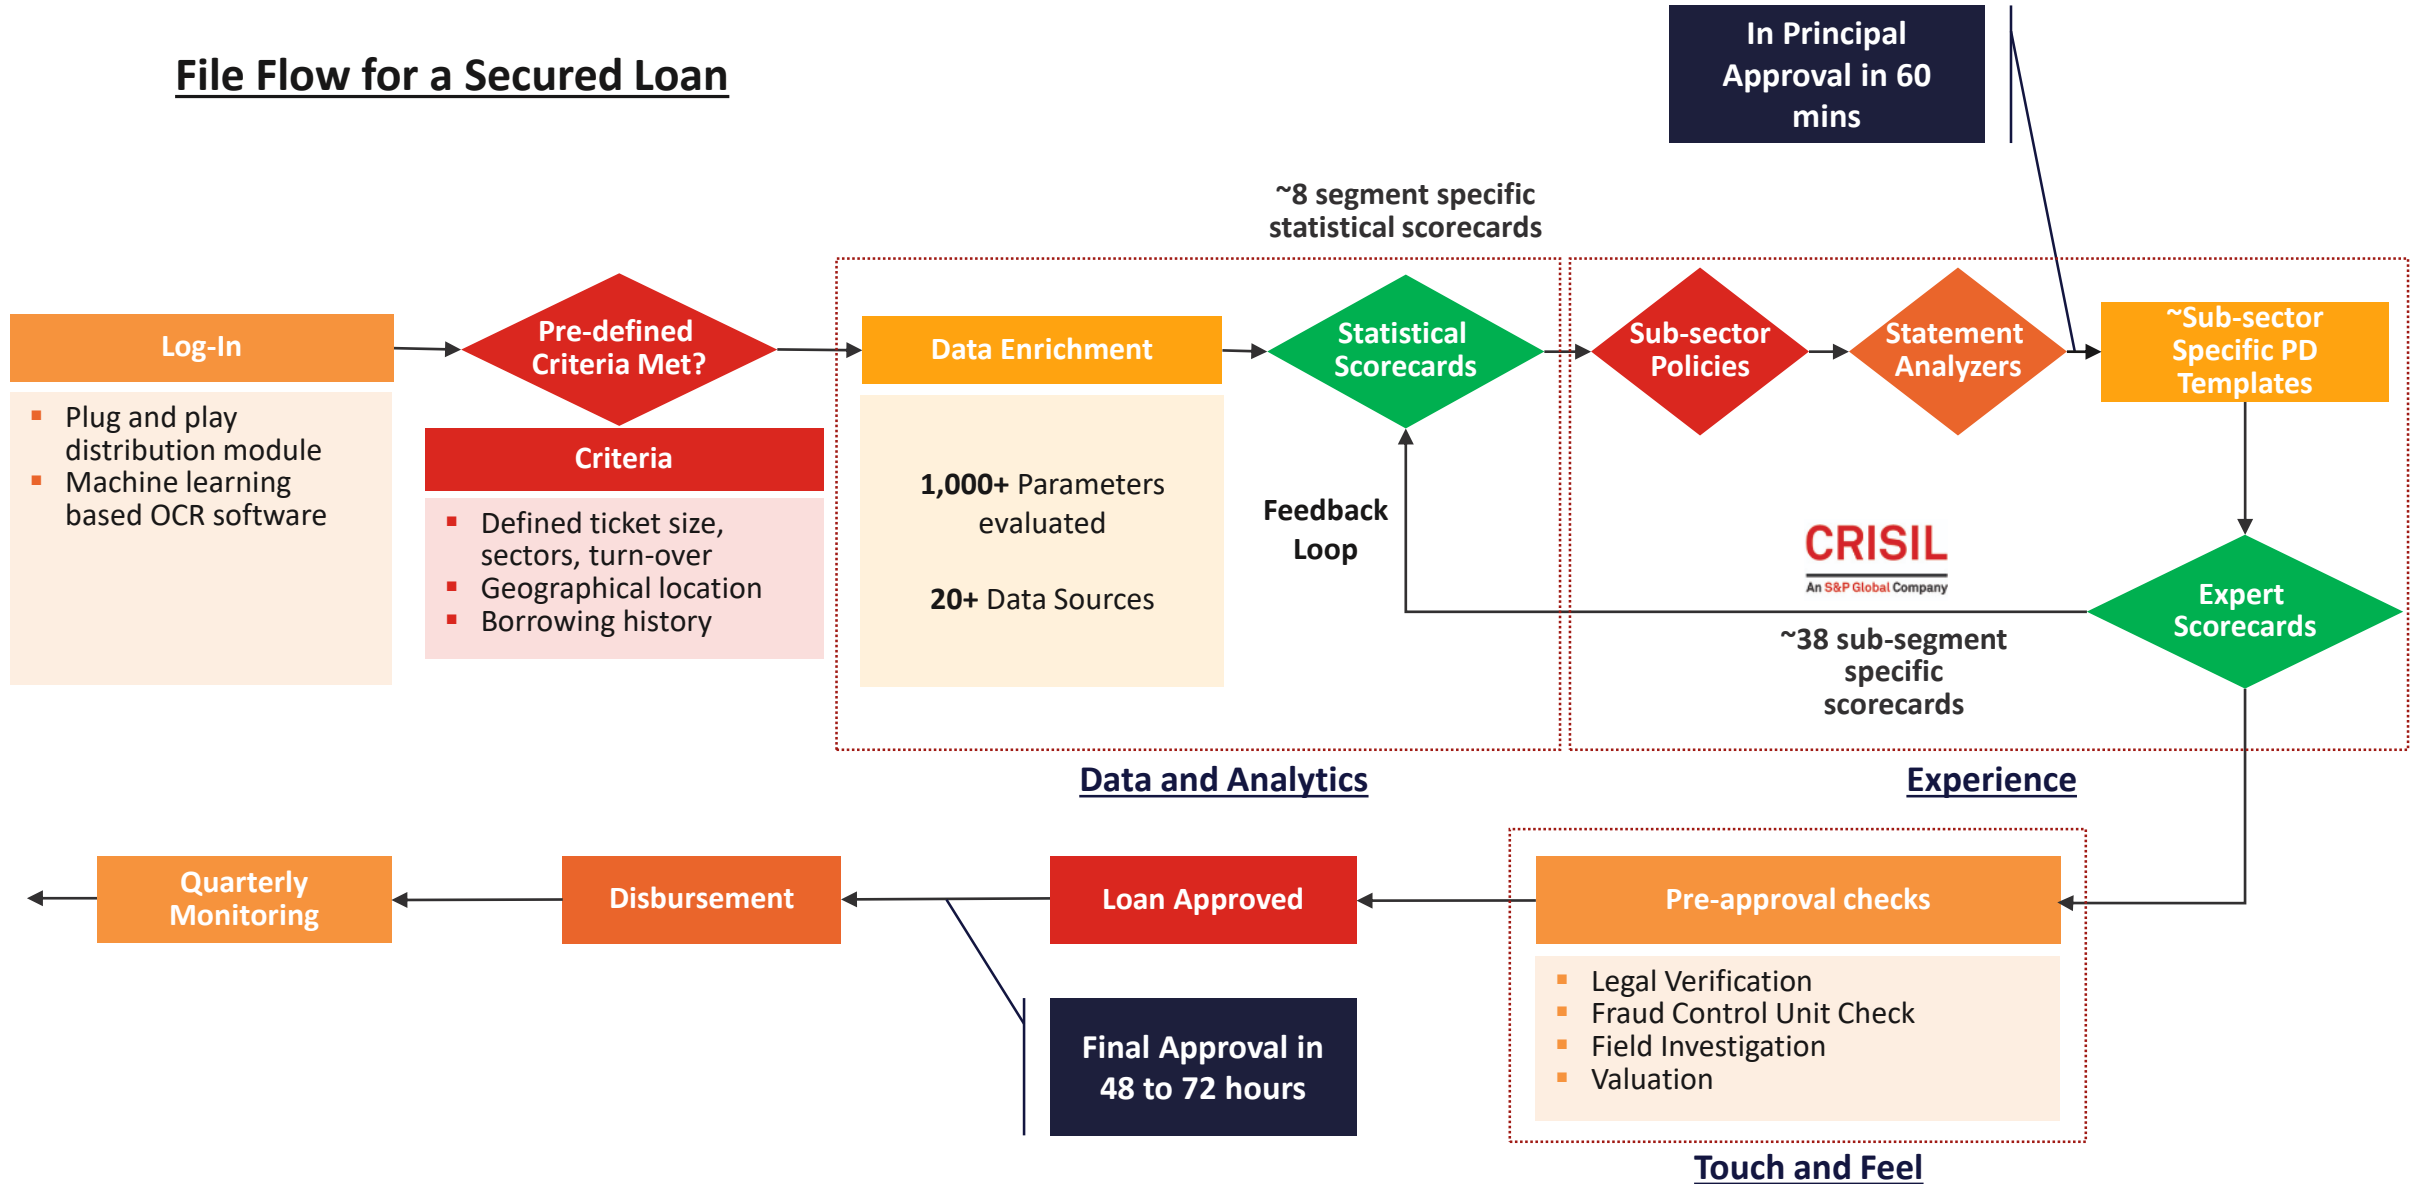 File Flow for a Secured Loan
In Principal
Approval in 60
mins
~8 segment specific
statistical scorecards
Log-In
▪ Plug and play
distribution module
▪ Machine learning
based OCR software
Pre-defined
Criteria Met?
Criteria
▪ Defined ticket size,
sectors, turn-over
▪ Geographical location
▪ Borrowing history
Data Enrichment
1,000+ Parameters
evaluated
20+ Data Sources
Statistical
Scorecards
Feedback
Loop
Sub-sector
Policies
Statement
Analyzers
~Sub-sector
Specific PD
Templates
CRISIL
An S&P Global Company
~38 sub-segment
specific
scorecards
Expert
Scorecards
Data and Analytics
Experience
Quarterly
Monitoring
Disbursement
Loan Approved
Pre-approval checks
▪ Legal Verification
▪ Fraud Control Unit Check
▪ Field Investigation
▪ Valuation
Final Approval in
48 to 72 hours
Touch and Feel